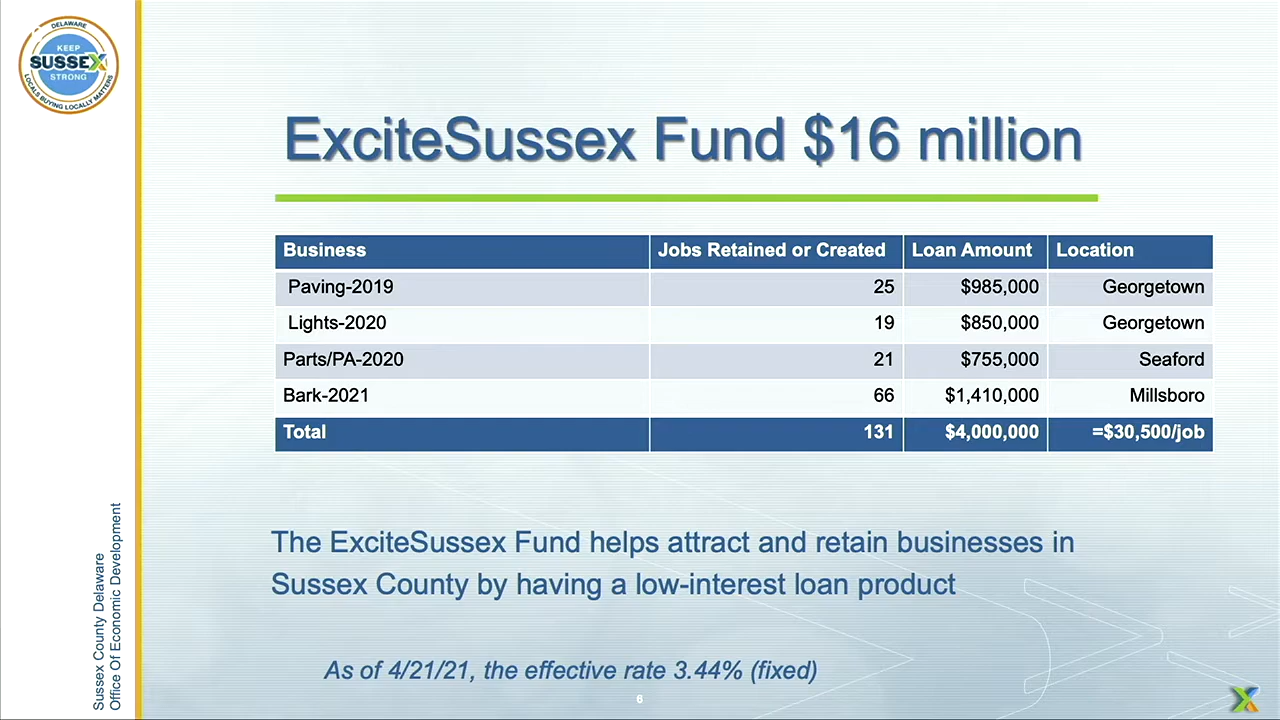 DELAWARE
KEEP
SUSSEX
STRONG
LOCALS BUYING LOCALLY MATTERS
ExciteSussex Fund $16 million
Business Jobs Retained or Created Loan Amount Location
Paving-2019 25 $985,000 Georgetown
Lights-2020 19 $850,000 Georgetown
Parts/PA-2020 21 $755,000 Seaford
Bark-2021 66 $1,410,000 Millsboro
Total 131 $4,000,000 =$30,500/job
The ExciteSussex Fund helps attract and retain businesses in
Sussex County by having a low-interest loan product
As of 4/21/21, the effective rate 3.44% (fixed)
6
Sussex County Delaware
Office Of Economic Development